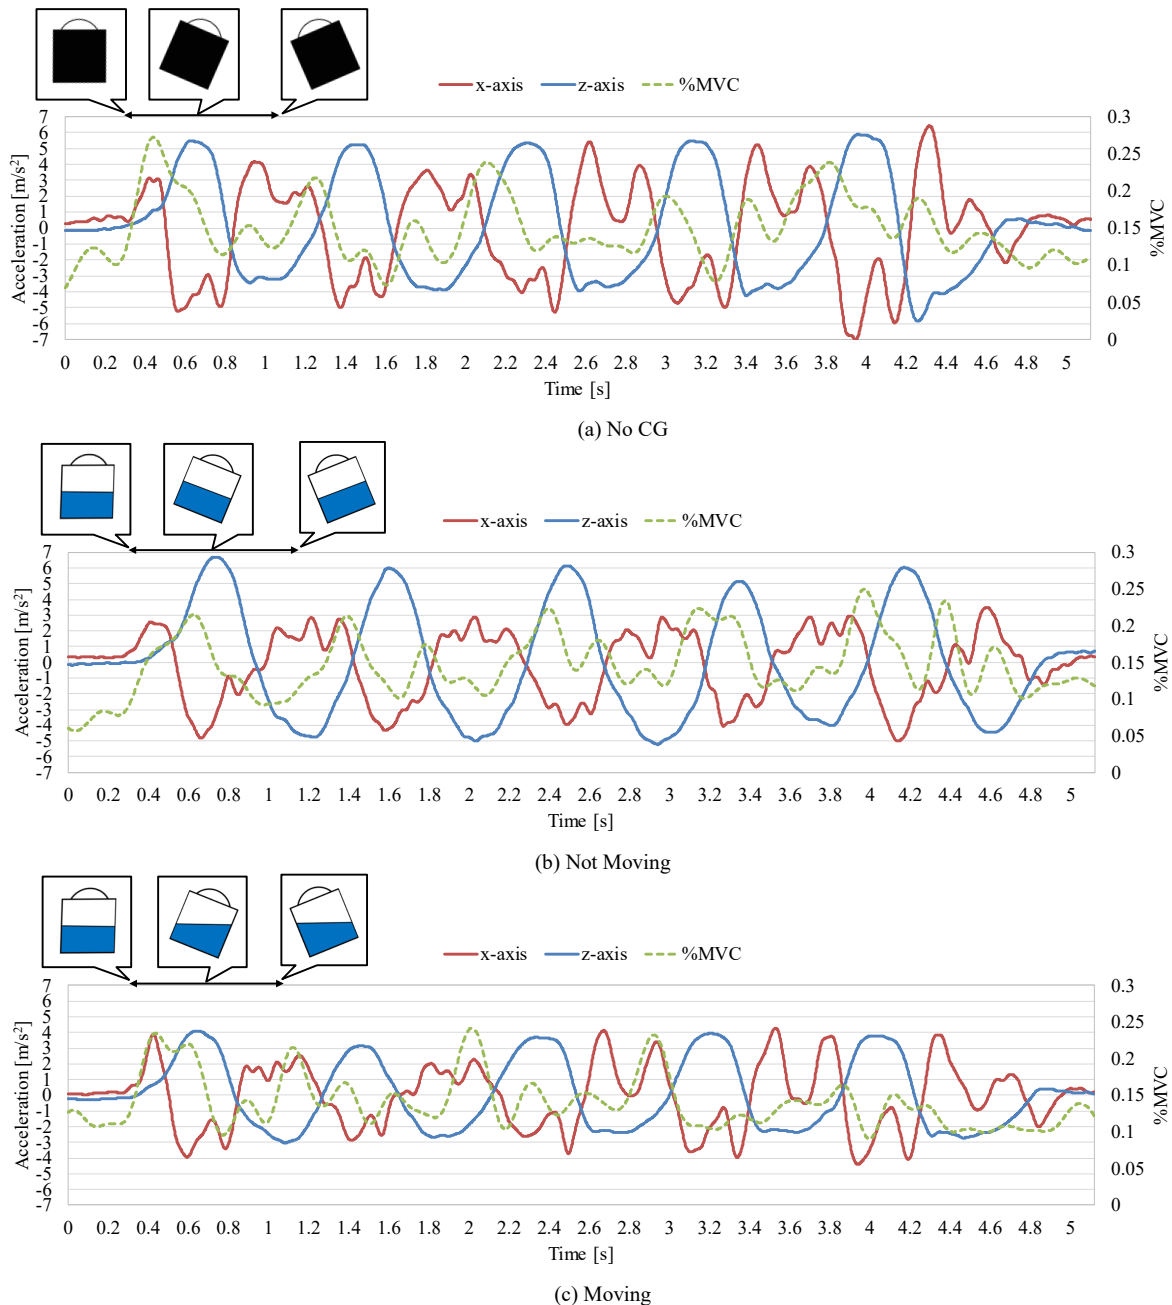 x-axis z-axis %MVC
7 6 5 4 3 2 1 0 -1 -2 -3 -4 -5 -6 -7
Acceleration [m/s²]
0.3 0.25 0.2 0.15 0.1 0.05 0
%MVC
0 0.2 0.4 0.6 0.8 1 1.2 1.4 1.6 1.8 2 2.2 2.4 2.6 2.8 3 3.2 3.4 3.6 3.8 4 4.2 4.4 4.6 4.8 5
Time [s]
(a) No CG
x-axis z-axis %MVC
7 6 5 4 3 2 1 0 -1 -2 -3 -4 -5 -6 -7
Acceleration [m/s²]
0.3 0.25 0.2 0.15 0.1 0.05 0
%MVC
0 0.2 0.4 0.6 0.8 1 1.2 1.4 1.6 1.8 2 2.2 2.4 2.6 2.8 3 3.2 3.4 3.6 3.8 4 4.2 4.4 4.6 4.8 5
Time [s]
(b) Not Moving
x-axis z-axis %MVC
7 6 5 4 3 2 1 0 -1 -2 -3 -4 -5 -6 -7
Acceleration [m/s²]
0.3 0.25 0.2 0.15 0.1 0.05 0
%MVC
0 0.2 0.4 0.6 0.8 1 1.2 1.4 1.6 1.8 2 2.2 2.4 2.6 2.8 3 3.2 3.4 3.6 3.8 4 4.2 4.4 4.6 4.8 5
Time [s]
(c) Moving